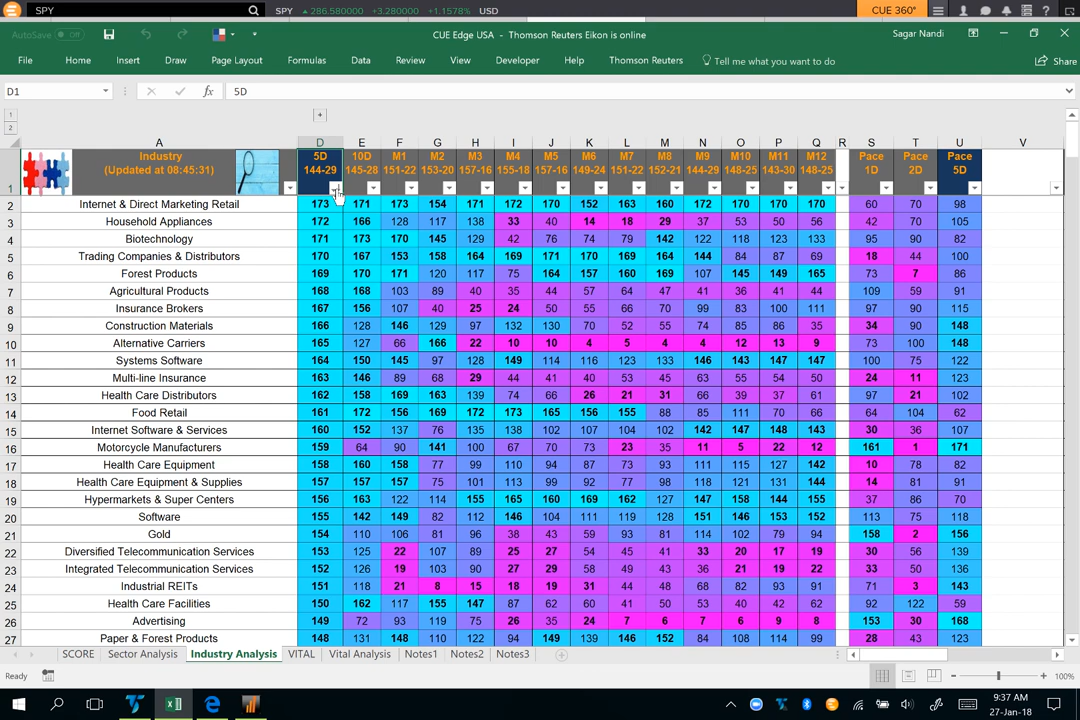 SPY SPY ▲ 286.580000 +3.280000 +1.1578% USD CUE 360°
AutoSave Off CUE Edge USA - Thomson Reuters Eikon is online Sagar Nandi
File Home Insert Draw Page Layout Formulas Data Review View Developer Help Thomson Reuters Tell me what you want to do Share
D1 fx 5D
1
2
A D E F G H I J K L M N O P Q R S T U V
1 Industry (Updated at 08:45:31) 5D 144-29 10D 145-28 M1 151-22 M2 153-20 M3 157-16 M4 155-18 M5 157-16 M6 149-24 M7 151-22 M8 152-21 M9 144-29 M10 148-25 M11 143-30 M12 148-25 Pace 1D Pace 2D Pace 5D
2 Internet & Direct Marketing Retail 173 171 173 154 171 172 170 152 163 160 172 170 170 170 60 70 98
3 Household Appliances 172 166 128 117 138 33 40 14 18 29 37 53 50 56 42 70 105
4 Biotechnology 171 173 170 145 129 42 76 74 79 142 122 118 123 133 95 90 82
5 Trading Companies & Distributors 170 167 153 158 164 169 171 170 169 164 144 84 87 69 18 44 100
6 Forest Products 169 170 171 120 117 75 164 157 160 169 107 145 149 165 73 7 86
7 Agricultural Products 168 168 103 89 40 35 44 57 64 47 41 36 41 44 109 59 91
8 Insurance Brokers 167 156 107 40 25 24 50 55 66 70 89 83 100 111 97 90 115
9 Construction Materials 166 128 146 129 97 132 130 70 52 55 74 85 86 35 34 90 148
10 Alternative Carriers 165 127 66 166 22 10 10 4 5 4 4 12 13 9 73 100 148
11 Systems Software 164 150 145 97 128 149 114 116 123 133 146 143 147 147 100 75 122
12 Multi-line Insurance 163 146 89 68 29 44 41 40 53 45 63 55 54 50 24 11 123
13 Health Care Distributors 162 158 169 163 139 74 66 26 21 31 66 39 37 61 97 21 102
14 Food Retail 161 172 156 169 172 173 165 156 155 88 85 111 70 66 64 104 62
15 Internet Software & Services 160 152 137 76 135 138 102 107 104 102 142 147 148 143 30 36 107
16 Motorcycle Manufacturers 159 64 90 141 100 67 70 73 23 35 11 5 22 12 161 1 171
17 Health Care Equipment 158 160 158 77 99 110 94 87 73 93 111 115 127 142 10 78 82
18 Health Care Equipment & Supplies 157 157 157 75 101 113 99 92 77 98 118 121 131 144 14 81 91
19 Hypermarkets & Super Centers 156 163 122 114 155 165 160 169 162 127 147 158 144 155 37 86 70
20 Software 155 142 149 82 112 146 104 111 119 128 151 146 153 152 113 75 118
21 Gold 154 110 106 81 96 38 43 59 93 81 114 102 79 94 158 2 156
22 Diversified Telecommunication Services 153 125 22 107 89 25 27 54 45 41 33 20 17 19 30 56 139
23 Integrated Telecommunication Services 152 126 19 103 90 27 29 58 49 43 36 21 19 22 33 50 136
24 Industrial REITs 151 118 21 8 15 18 19 31 44 48 68 82 93 91 71 3 143
25 Health Care Facilities 150 162 117 155 147 87 62 60 41 50 53 40 42 62 92 122 59
26 Advertising 149 72 93 119 75 26 35 24 7 6 7 6 9 8 153 30 168
27 Paper & Forest Products 148 131 148 110 122 94 149 139 146 152 84 108 114 99 28 43 123
SCORE Sector Analysis Industry Analysis VITAL Vital Analysis Notes1 Notes2 Notes3
Ready 100%
9:37 AM
27-Jan-18